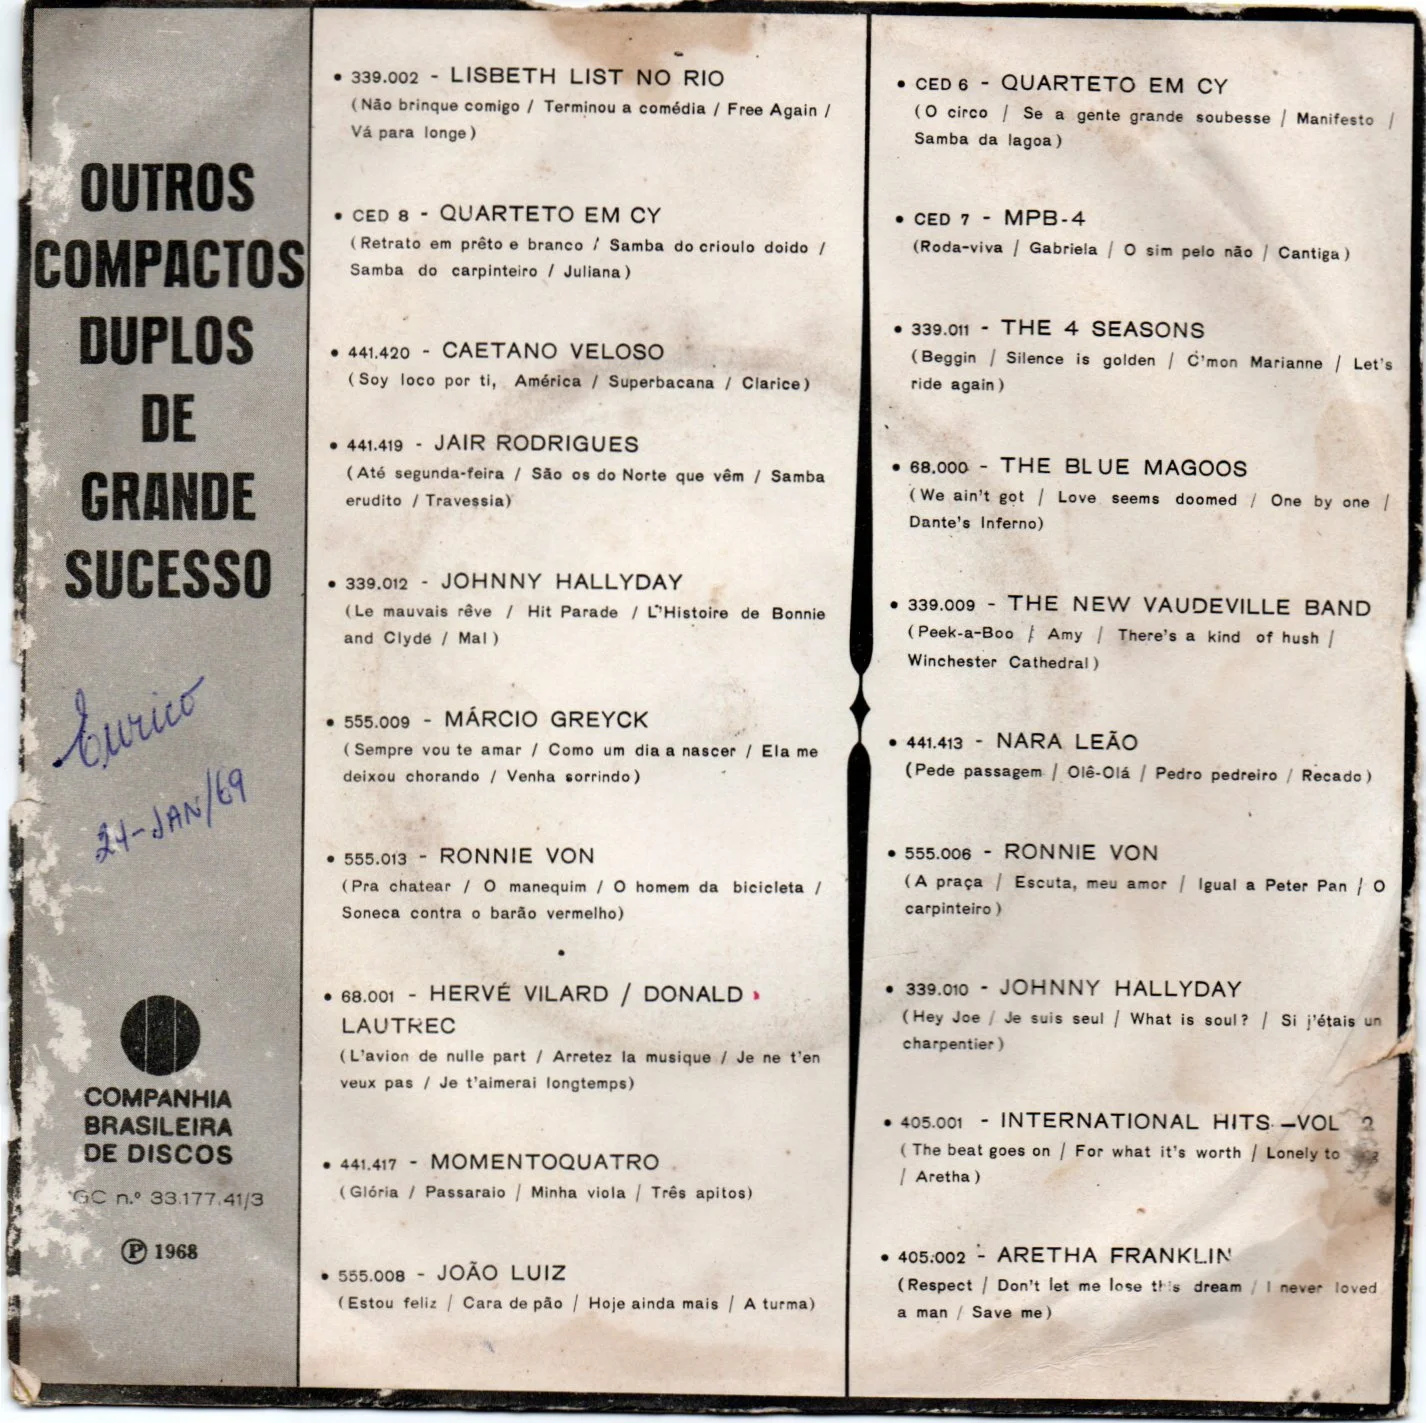 OUTROS
COMPACTOS
DUPLOS
DE
GRANDE
SUCESSO
Eurico
24-JAN/69
COMPANHIA
BRASILEIRA
DE DISCOS
GC n.º 33.177.41/3
Ⓟ 1968
• 339.002 - LISBETH LIST NO RIO
(Não brinque comigo / Terminou a comédia / Free Again /
Vá para longe)
• CED 8 - QUARTETO EM CY
(Retrato em prêto e branco / Samba do crioulo doido /
Samba do carpinteiro / Juliana)
• 441.420 - CAETANO VELOSO
(Soy loco por ti, América / Superbacana / Clarice)
• 441.419 - JAIR RODRIGUES
(Até segunda-feira / São os do Norte que vêm / Samba
erudito / Travessia)
• 339.012 - JOHNNY HALLYDAY
(Le mauvais rêve / Hit Parade / L'Histoire de Bonnie
and Clyde / Mal)
• 555.009 - MÁRCIO GREYCK
(Sempre vou te amar / Como um dia a nascer / Ela me
deixou chorando / Venha sorrindo)
• 555.013 - RONNIE VON
(Pra chatear / O manequim / O homem da bicicleta /
Soneca contra o barão vermelho)
• 68.001 - HERVÉ VILARD / DONALD
LAUTREC
(L'avion de nulle part / Arretez la musique / Je ne t'en
veux pas / Je t'aimerai longtemps)
• 441.417 - MOMENTOQUATRO
(Glória / Passaraio / Minha viola / Três apitos)
• 555.008 - JOÃO LUIZ
(Estou feliz / Cara de pão / Hoje ainda mais / A turma)
• CED 6 - QUARTETO EM CY
(O circo / Se a gente grande soubesse / Manifesto /
Samba da lagoa)
• CED 7 - MPB-4
(Roda-viva / Gabriela / O sim pelo não / Cantiga)
• 339.011 - THE 4 SEASONS
(Beggin / Silence is golden / C'mon Marianne / Let's
ride again)
• 68.000 - THE BLUE MAGOOS
(We ain't got / Love seems doomed / One by one /
Dante's Inferno)
• 339.009 - THE NEW VAUDEVILLE BAND
(Peek-a-Boo / Amy / There's a kind of hush /
Winchester Cathedral)
• 441.413 - NARA LEÃO
(Pede passagem / Olê-Olá / Pedro pedreiro / Recado)
• 555.006 - RONNIE VON
(A praça / Escuta, meu amor / Igual a Peter Pan / O
carpinteiro)
• 339.010 - JOHNNY HALLYDAY
(Hey Joe / Je suis seul / What is soul? / Si j'étais un
charpentier)
• 405.001 - INTERNATIONAL HITS -VOL 2
(The beat goes on / For what it's worth / Lonely to
/ Aretha)
• 405.002 - ARETHA FRANKLIN
(Respect / Don't let me lose this dream / I never loved
a man / Save me)